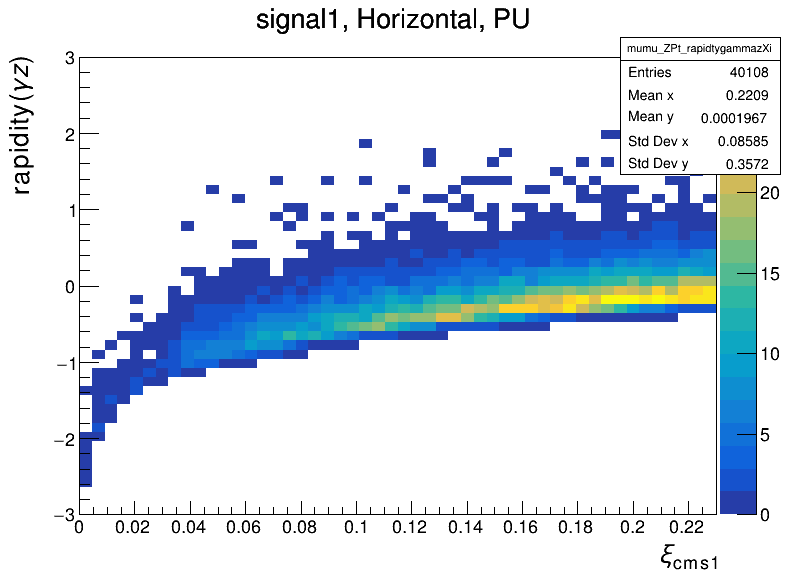 signal1, Horizontal, PU
mumu_ZPt_rapidtygammazXi
Entries 40108
Mean x 0.2209
Mean y 0.0001967
Std Dev x 0.08585
Std Dev y 0.3572
rapidity(γz)
3
2
1
0
−1
−2
−3
0 0.02 0.04 0.06 0.08 0.1 0.12 0.14 0.16 0.18 0.2 0.22
ξcms1
20
15
10
5
0